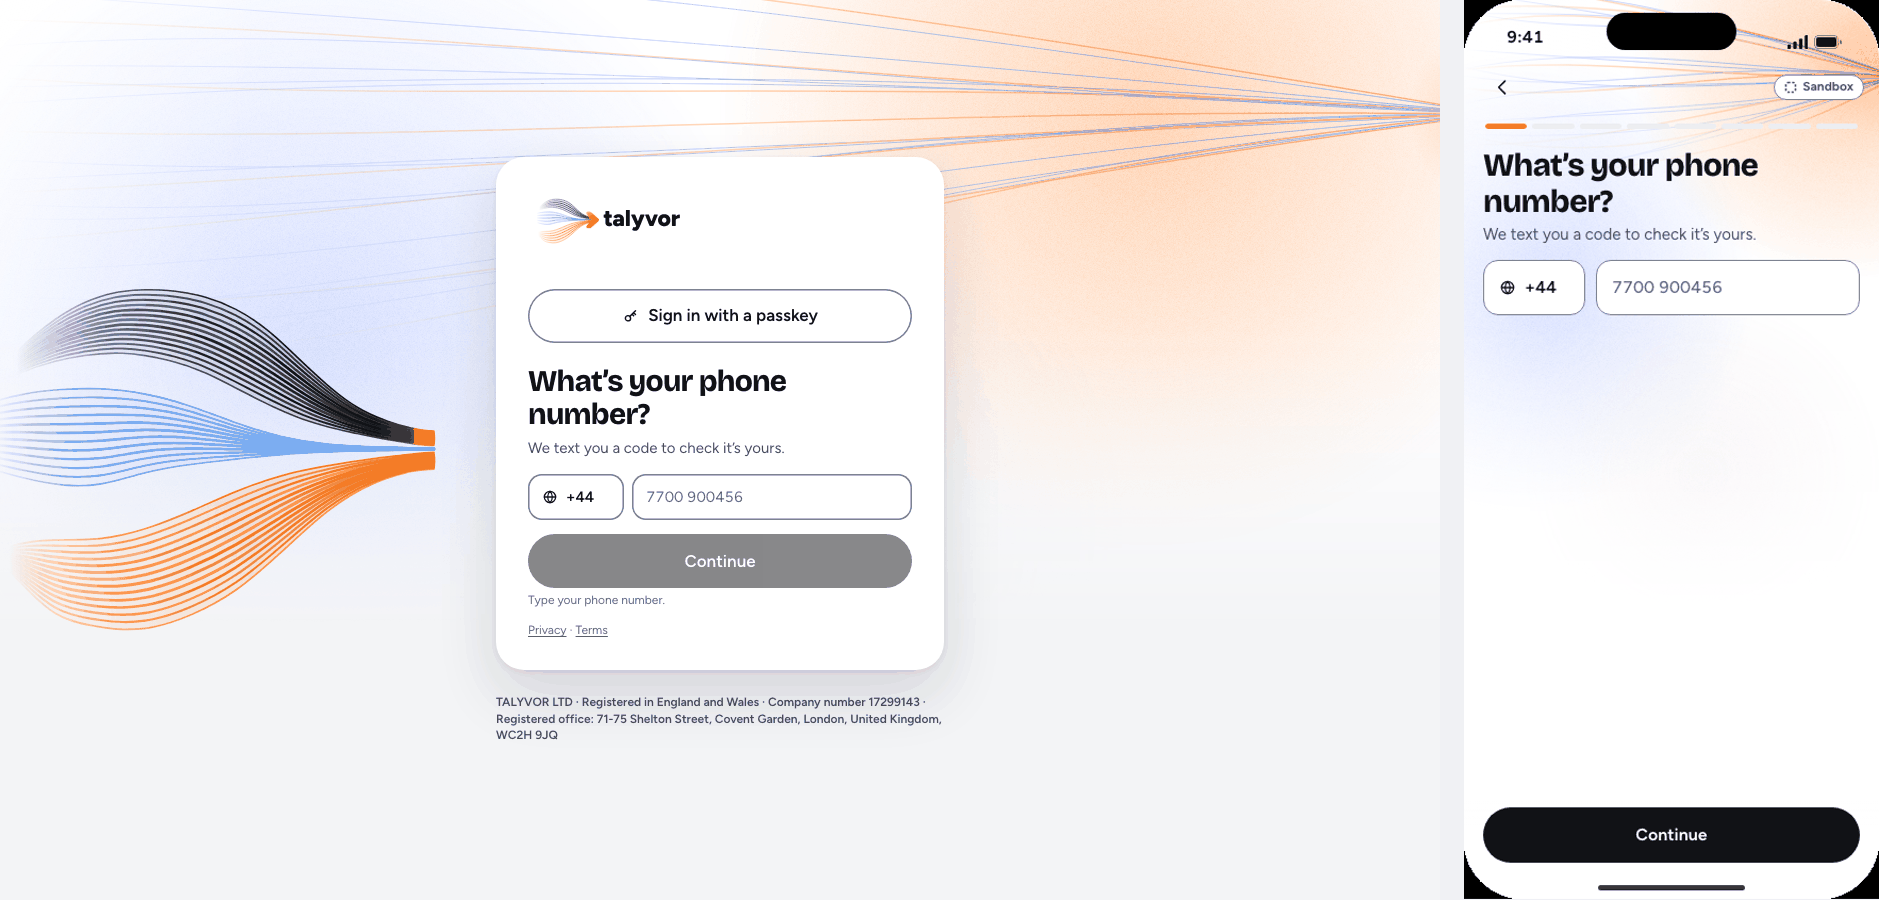 talyvor
Sign in with a passkey
What's your phone
number?
We text you a code to check it's yours.
+44
7700 900456
Continue
Type your phone number.
Privacy · Terms
TALYVOR LTD · Registered in England and Wales · Company number 17299143 ·
Registered office: 71-75 Shelton Street, Covent Garden, London, United Kingdom,
WC2H 9JQ
9:41
Sandbox
What's your phone
number?
We text you a code to check it's yours.
+44
7700 900456
Continue